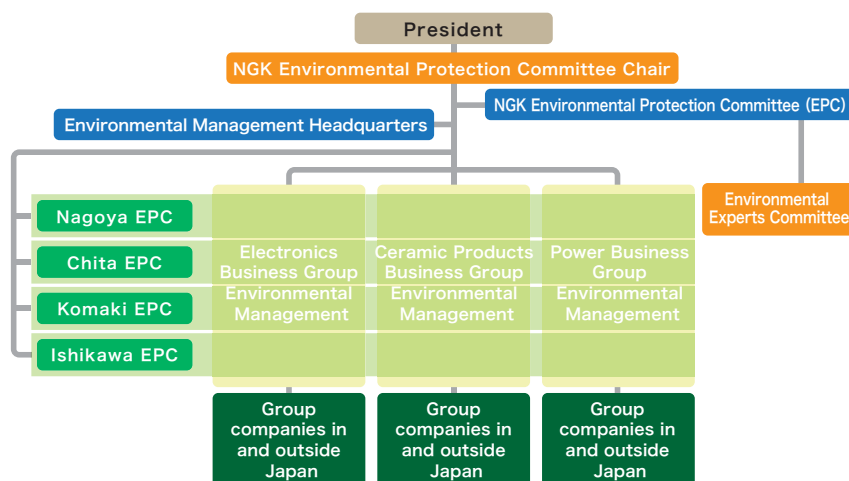 President
NGK Environmental Protection Committee Chair
NGK Environmental Protection Committee (EPC)
Environmental Management Headquarters
Environmental
Experts Committee
Nagoya EPC
Chita EPC
Komaki EPC
Ishikawa EPC
Electronics
Business Group
Environmental
Management
Ceramic Products
Business Group
Environmental
Management
Power Business
Group
Environmental
Management
Group
companies in
and outside
Japan
Group
companies in
and outside
Japan
Group
companies in
and outside
Japan